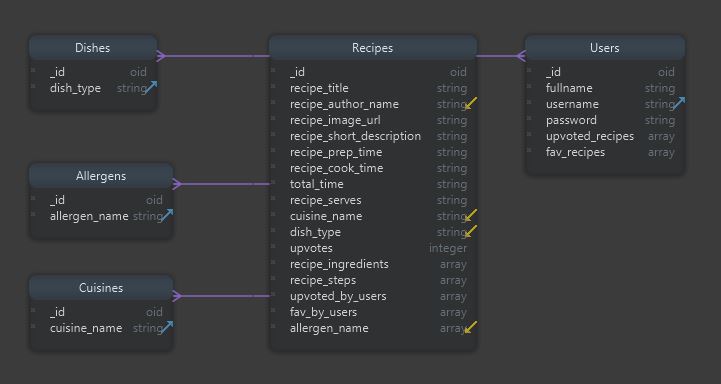 Dishes
_id oid
dish_type string
Allergens
_id oid
allergen_name string
Cuisines
_id oid
cuisine_name string
Recipes
_id oid
recipe_title string
recipe_author_name string
recipe_image_url string
recipe_short_description string
recipe_prep_time string
recipe_cook_time string
total_time string
recipe_serves string
cuisine_name string
dish_type string
upvotes integer
recipe_ingredients array
recipe_steps array
upvoted_by_users array
fav_by_users array
allergen_name array
Users
_id oid
fullname string
username string
password string
upvoted_recipes array
fav_recipes array